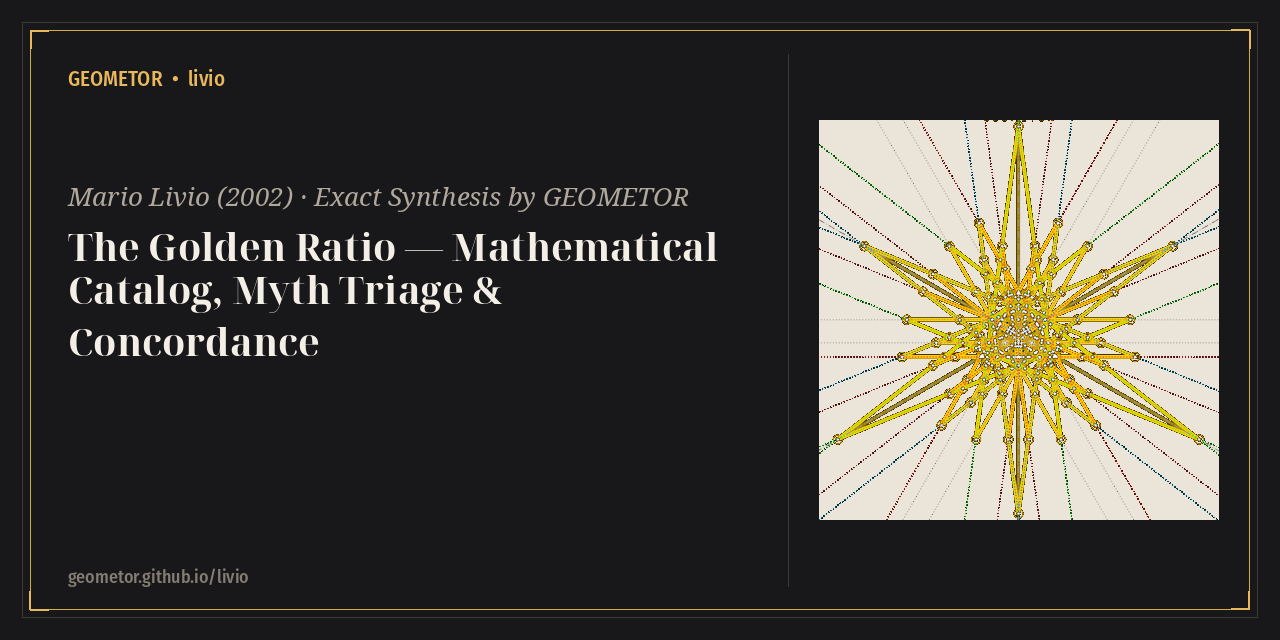 GEOMETOR • livio
Mario Livio (2002) · Exact Synthesis by GEOMETOR
The Golden Ratio — Mathematical
Catalog, Myth Triage &
Concordance
geometor.github.io/livio